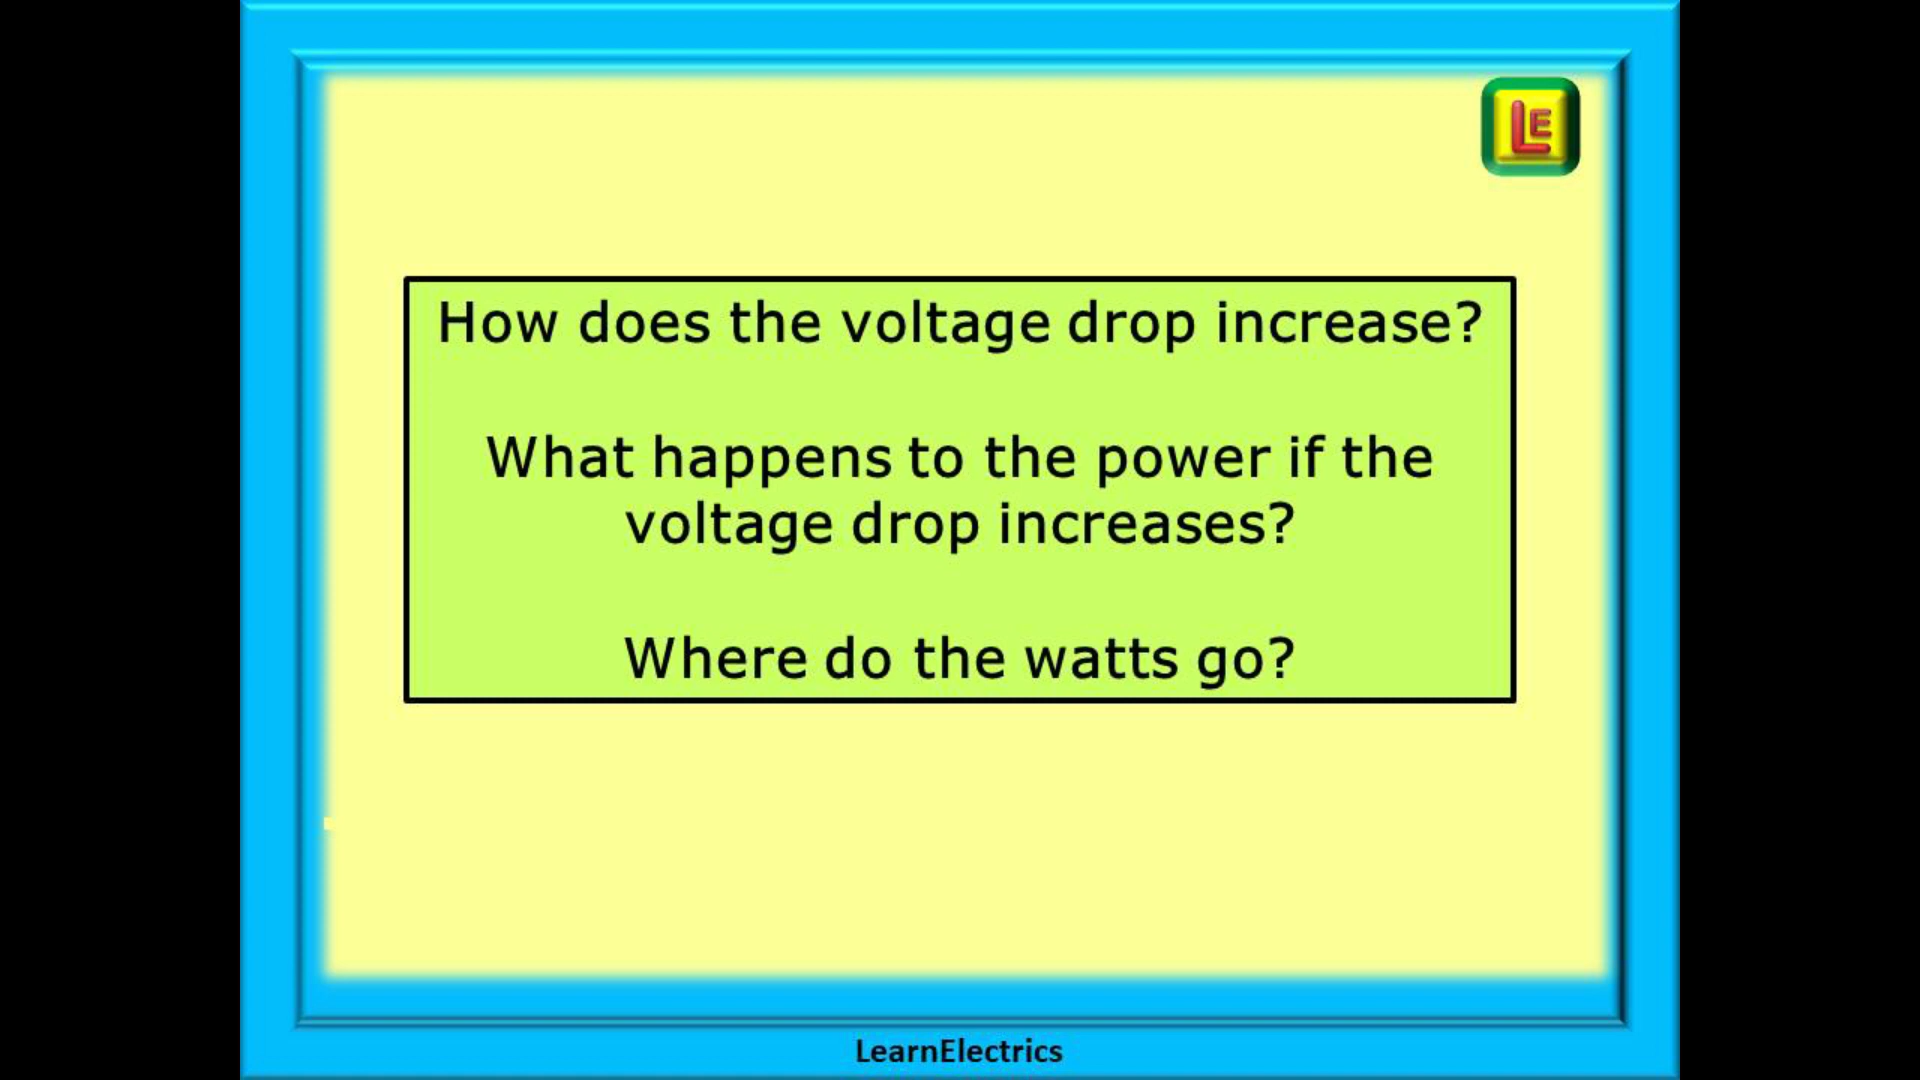 LE
How does the voltage drop increase?
What happens to the power if the
voltage drop increases?
Where do the watts go?
LearnElectrics